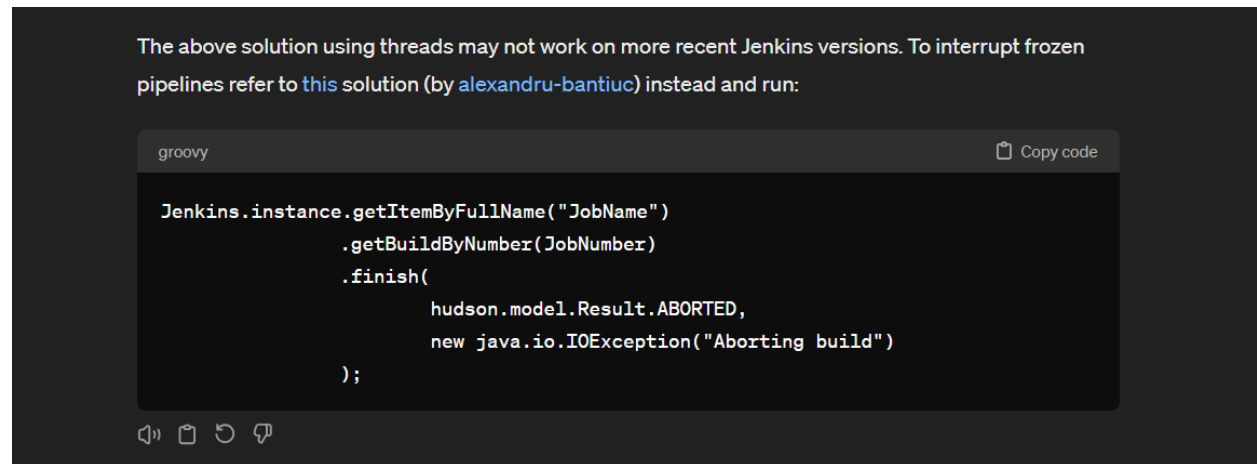 The above solution using threads may not work on more recent Jenkins versions. To interrupt frozen
pipelines refer to this solution (by alexandru-bantiuc) instead and run:
groovy Copy code
Jenkins.instance.getItemByFullName("JobName")
.getBuildByNumber(JobNumber)
.finish(
hudson.model.Result.ABORTED,
new java.io.IOException("Aborting build")
);